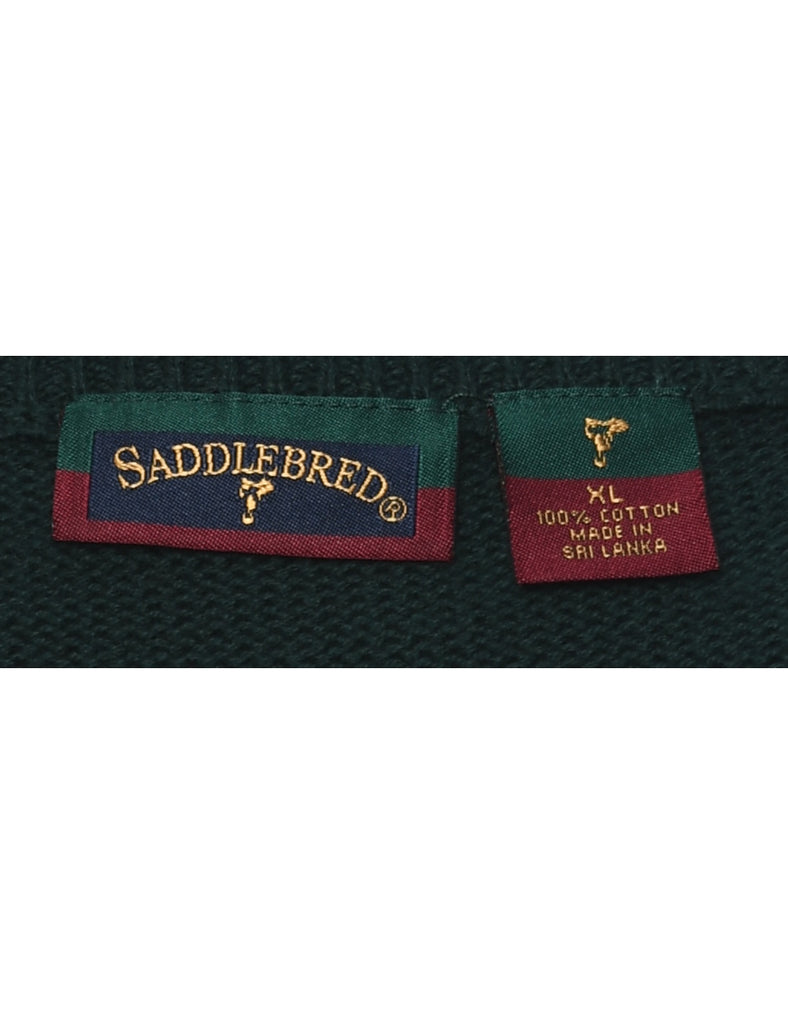 SADDLEBRED®
XL
100% COTTON
MADE IN
SRI LANKA